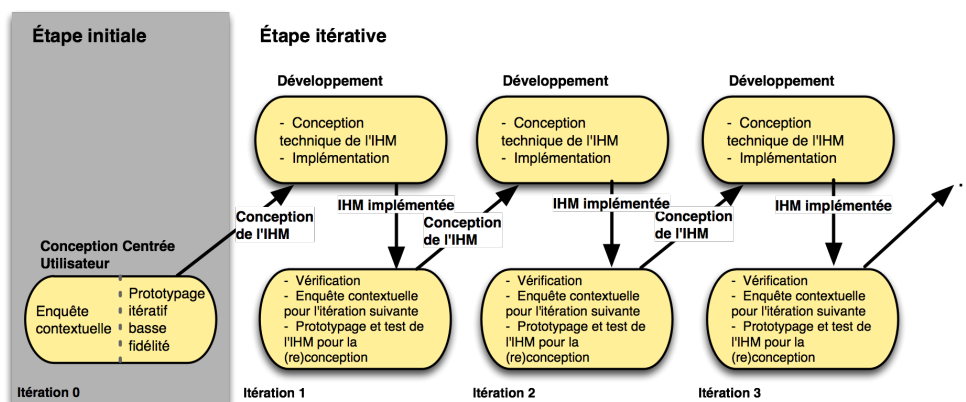 Étape initiale
Étape itérative
Développement
Développement
Développement
- Conception
technique de l'IHM
- Implémentation
- Conception
technique de l'IHM
- Implémentation
- Conception
technique de l'IHM
- Implémentation
Conception
de l'IHM
IHM implémentée
Conception
de l'IHM
IHM implémentée
Conception
de l'IHM
IHM implémentée
.
Conception Centrée
Utilisateur
Enquête
contextuelle
Prototypage
itératif
basse
fidélité
- Vérification
- Enquête contextuelle
pour l'itération suivante
- Prototypage et test de
l'IHM pour la
(re)conception
- Vérification
- Enquête contextuelle
pour l'itération suivante
- Prototypage et test de
l'IHM pour la
(re)conception
- Vérification
- Enquête contextuelle
pour l'itération suivante
- Prototypage et test de
l'IHM pour la
(re)conception
Itération 0
Itération 1
Itération 2
Itération 3